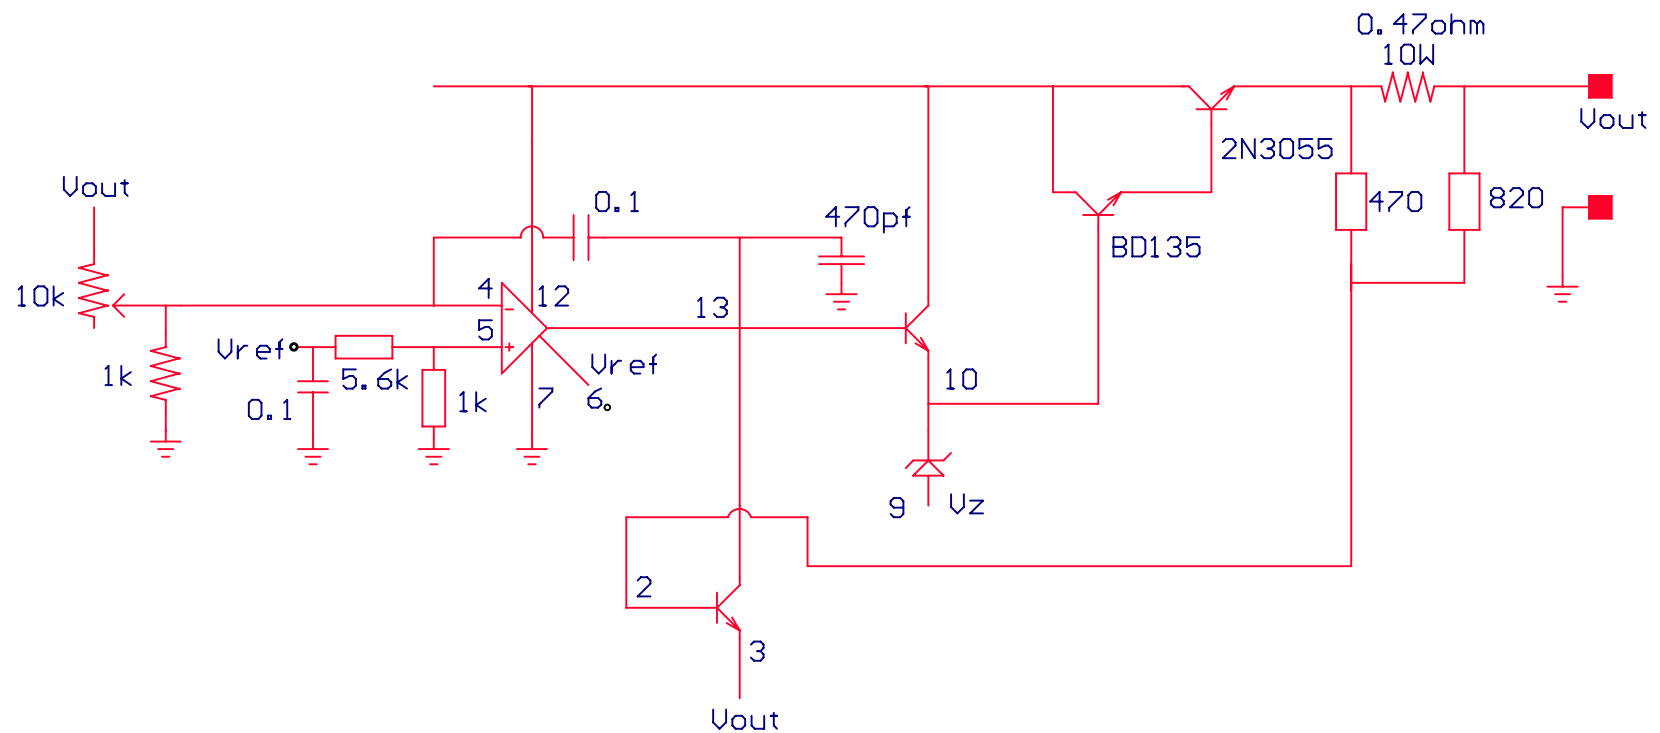 0.47ohm
10W
Vout
2N3055
Vout
0.1
470pf
470
820
BD135
10k
4
12
13
5
Vref
Vref
1k
5.6k
10
0.1
1k
7
6
9
Vz
2
3
Vout